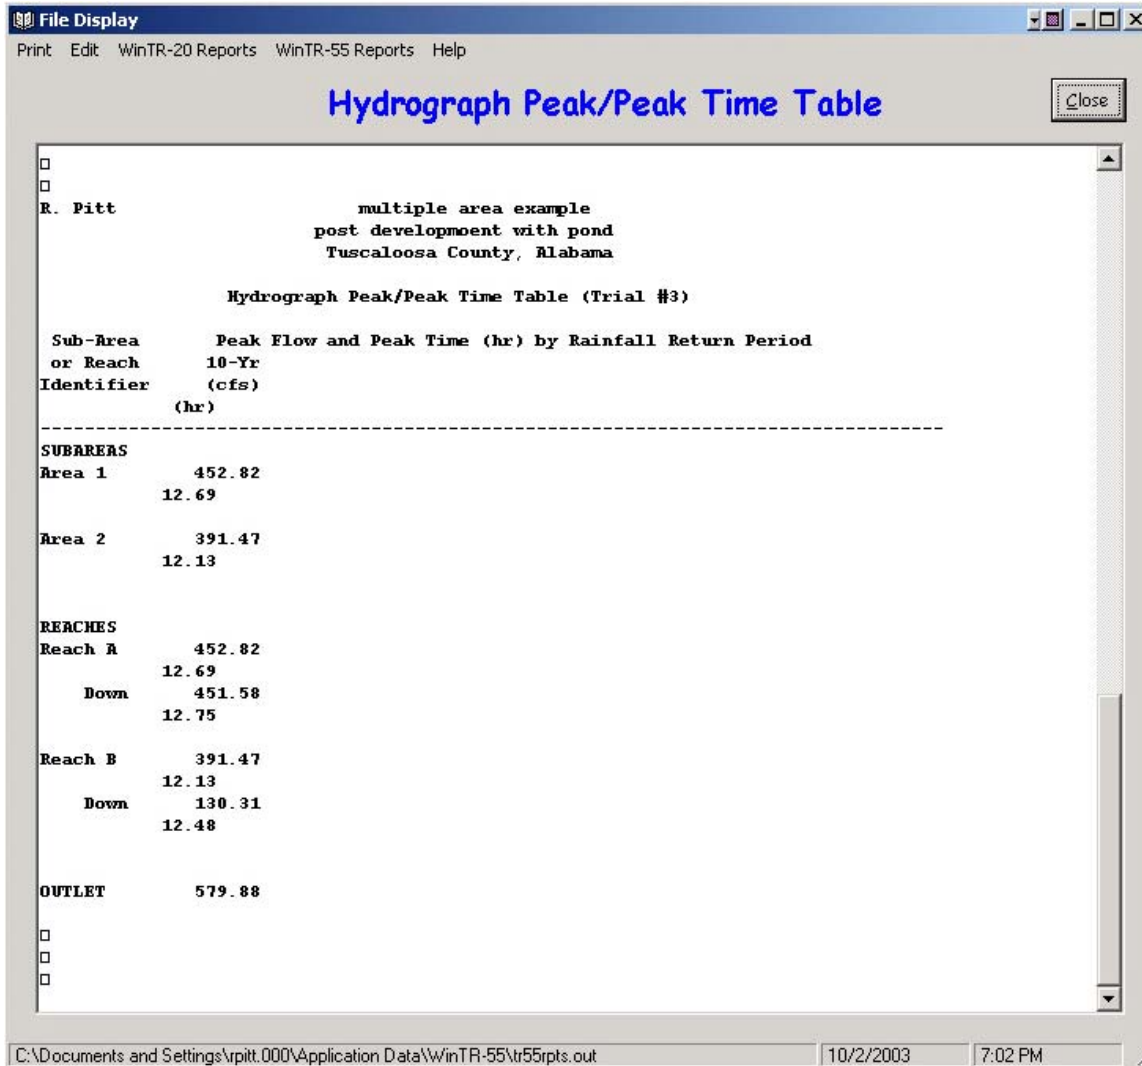 File Display
Print Edit WinTR-20 Reports WinTR-55 Reports Help
Hydrograph Peak/Peak Time Table
Close
R. Pitt multiple area example
post developmoent with pond
Tuscaloosa County, Alabama
Hydrograph Peak/Peak Time Table (Trial #3)
Sub-Area Peak Flow and Peak Time (hr) by Rainfall Return Period
or Reach 10-Yr
Identifier (cfs)
(hr)
--------------------------------------------------------------------------------
SUBAREAS
Area 1 452.82
12.69
Area 2 391.47
12.13
REACHES
Reach A 452.82
12.69
Down 451.58
12.75
Reach B 391.47
12.13
Down 130.31
12.48
OUTLET 579.88
C:\Documents and Settings\rpitt.000\Application Data\WinTR-55\tr55rpts.out 10/2/2003 7:02 PM